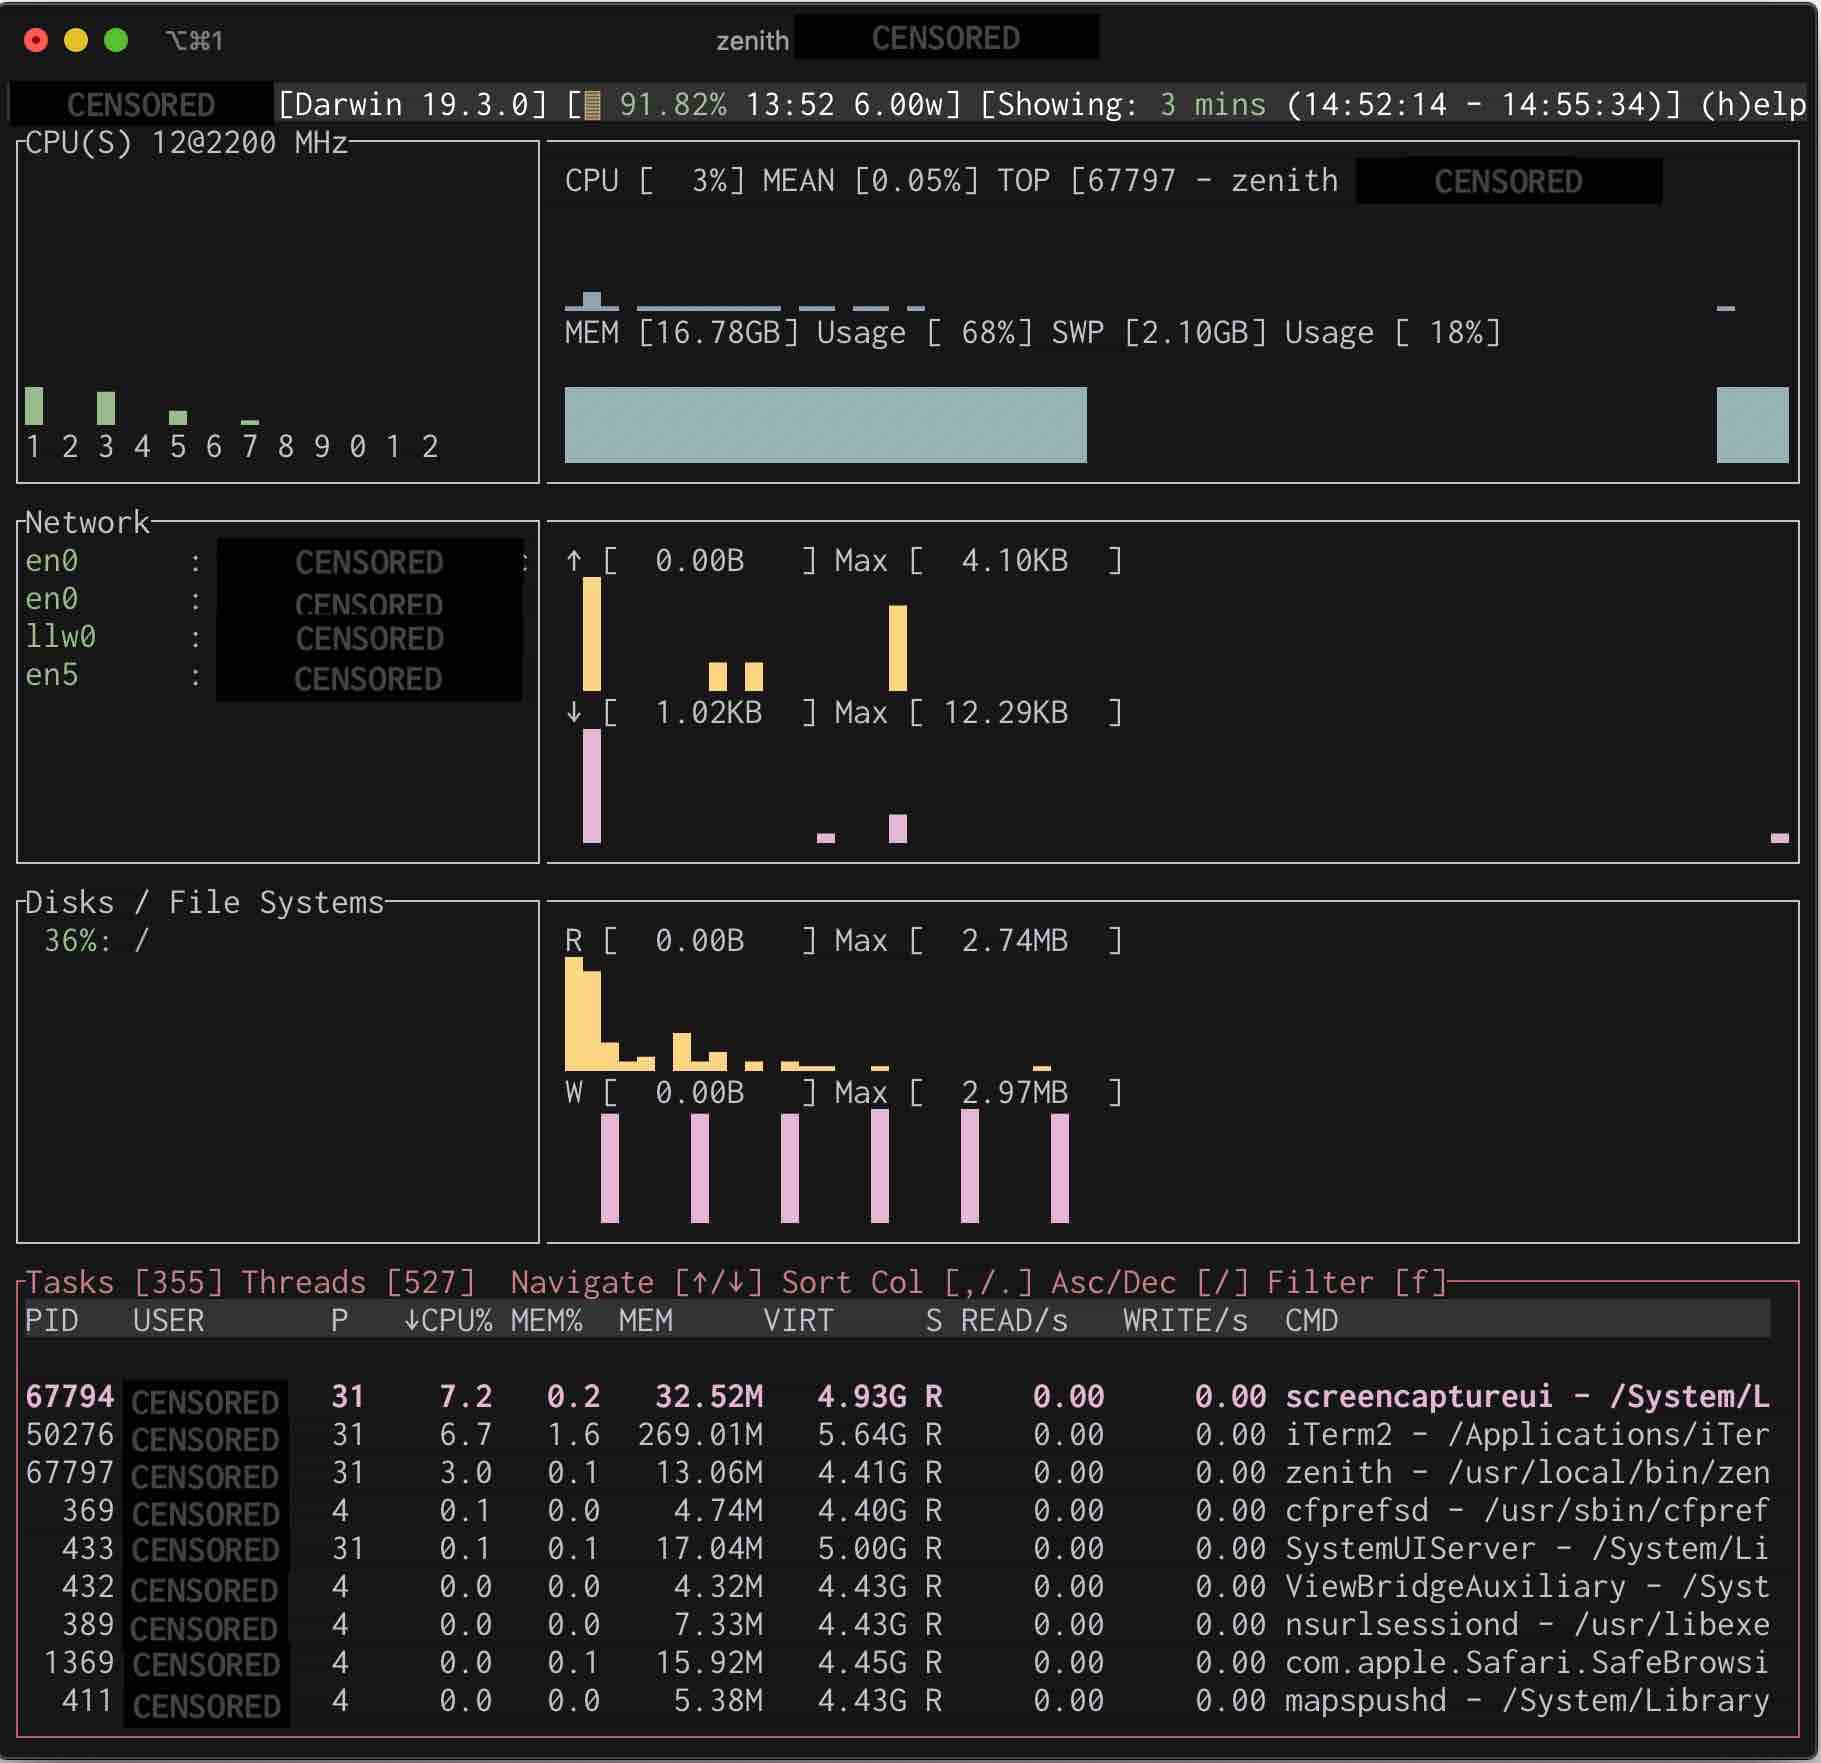 ⌥⌘1 zenith CENSORED
CENSORED [Darwin 19.3.0] [ 91.82% 13:52 6.00w] [Showing: 3 mins (14:52:14 - 14:55:34)] (h)elp
CPU(S) 12@2200 MHz
CPU [ 3%] MEAN [0.05%] TOP [67797 - zenith CENSORED
MEM [16.78GB] Usage [ 68%] SWP [2.10GB] Usage [ 18%]
1 2 3 4 5 6 7 8 9 0 1 2
Network
en0 : CENSORED
en0 : CENSORED
llw0 : CENSORED
en5 : CENSORED
↑ [ 0.00B ] Max [ 4.10KB ]
↓ [ 1.02KB ] Max [ 12.29KB ]
Disks / File Systems
36%: /
R [ 0.00B ] Max [ 2.74MB ]
W [ 0.00B ] Max [ 2.97MB ]
Tasks [355] Threads [527] Navigate [↑/↓] Sort Col [,/.] Asc/Dec [/] Filter [f]
PID USER P ↓CPU% MEM% MEM VIRT S READ/s WRITE/s CMD
67794 CENSORED 31 7.2 0.2 32.52M 4.93G R 0.00 0.00 screencaptureui - /System/L
50276 CENSORED 31 6.7 1.6 269.01M 5.64G R 0.00 0.00 iTerm2 - /Applications/iTer
67797 CENSORED 31 3.0 0.1 13.06M 4.41G R 0.00 0.00 zenith - /usr/local/bin/zen
369 CENSORED 4 0.1 0.0 4.74M 4.40G R 0.00 0.00 cfprefsd - /usr/sbin/cfpref
433 CENSORED 31 0.1 0.1 17.04M 5.00G R 0.00 0.00 SystemUIServer - /System/Li
432 CENSORED 4 0.0 0.0 4.32M 4.43G R 0.00 0.00 ViewBridgeAuxiliary - /Syst
389 CENSORED 4 0.0 0.0 7.33M 4.43G R 0.00 0.00 nsurlsessiond - /usr/libexe
1369 CENSORED 4 0.0 0.1 15.92M 4.45G R 0.00 0.00 com.apple.Safari.SafeBrowsi
411 CENSORED 4 0.0 0.0 5.38M 4.43G R 0.00 0.00 mapspushd - /System/Library